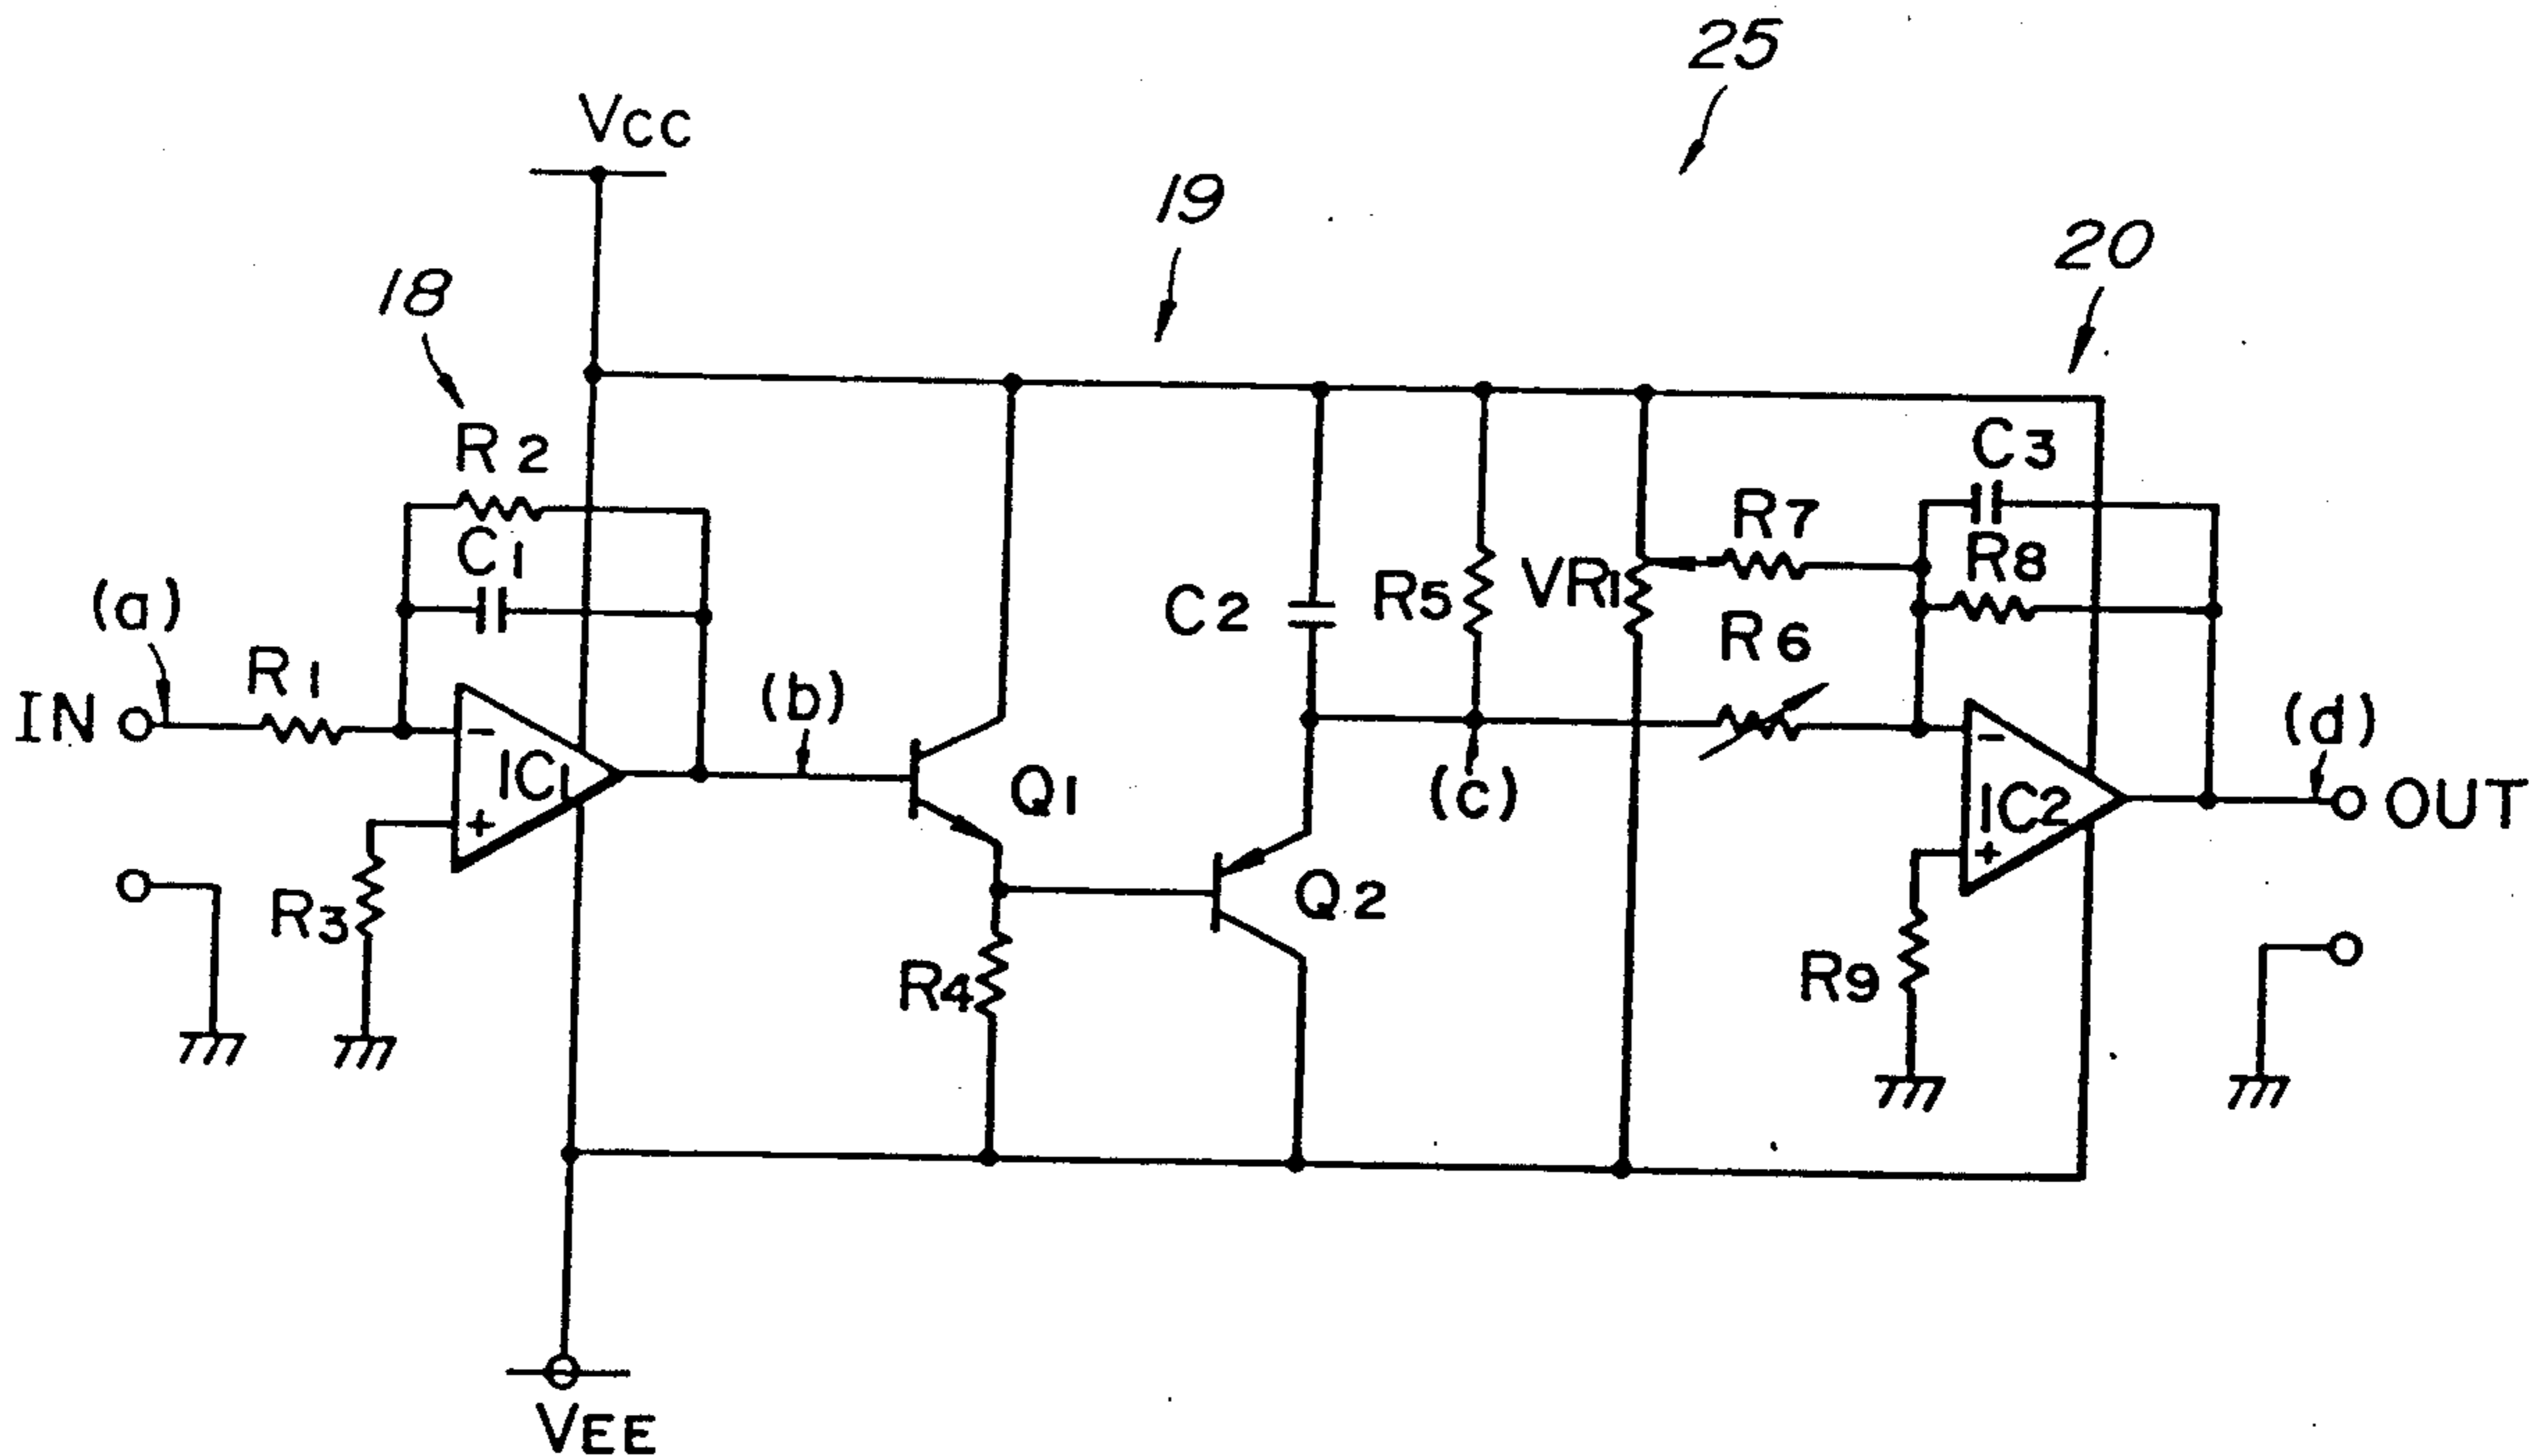 25
VCC
19
20
18
R2
C3
R7
C1
R8
(a)
C2
R5
VR1
R6
R1
(b)
(d)
IN
-
IC1
Q1
(c)
-
IC2
OUT
+
+
R3
Q2
R4
R9
VEE